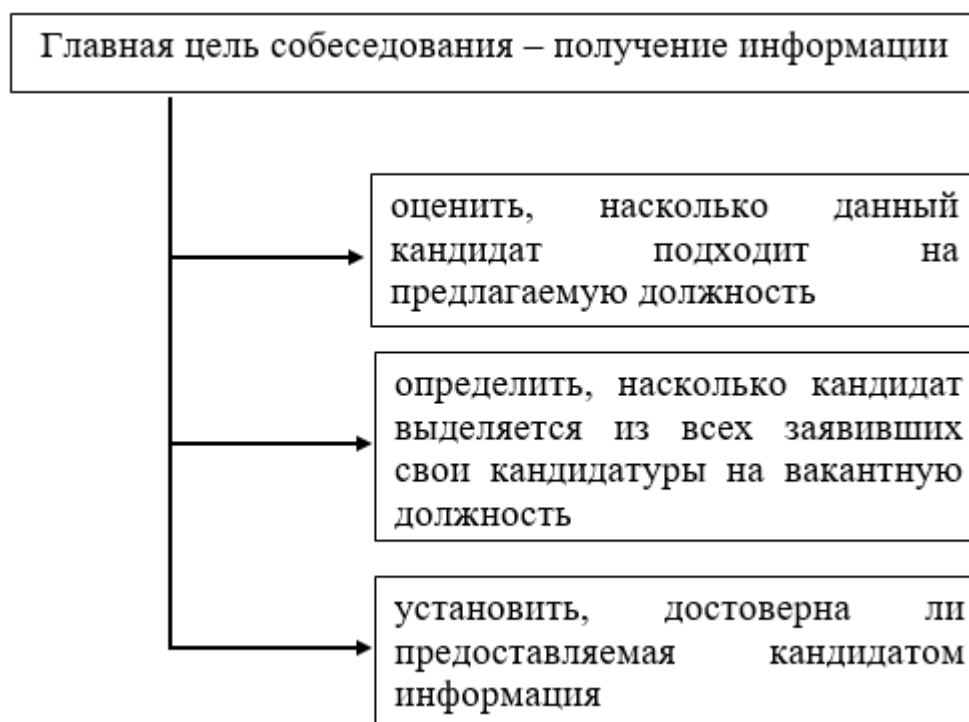 Главная цель собеседования – получение информации
оценить, насколько данный
кандидат подходит на
предлагаемую должность
определить, насколько кандидат
выделяется из всех заявивших
свои кандидатуры на вакантную
должность
установить, достоверна ли
предоставляемая кандидатом
информация